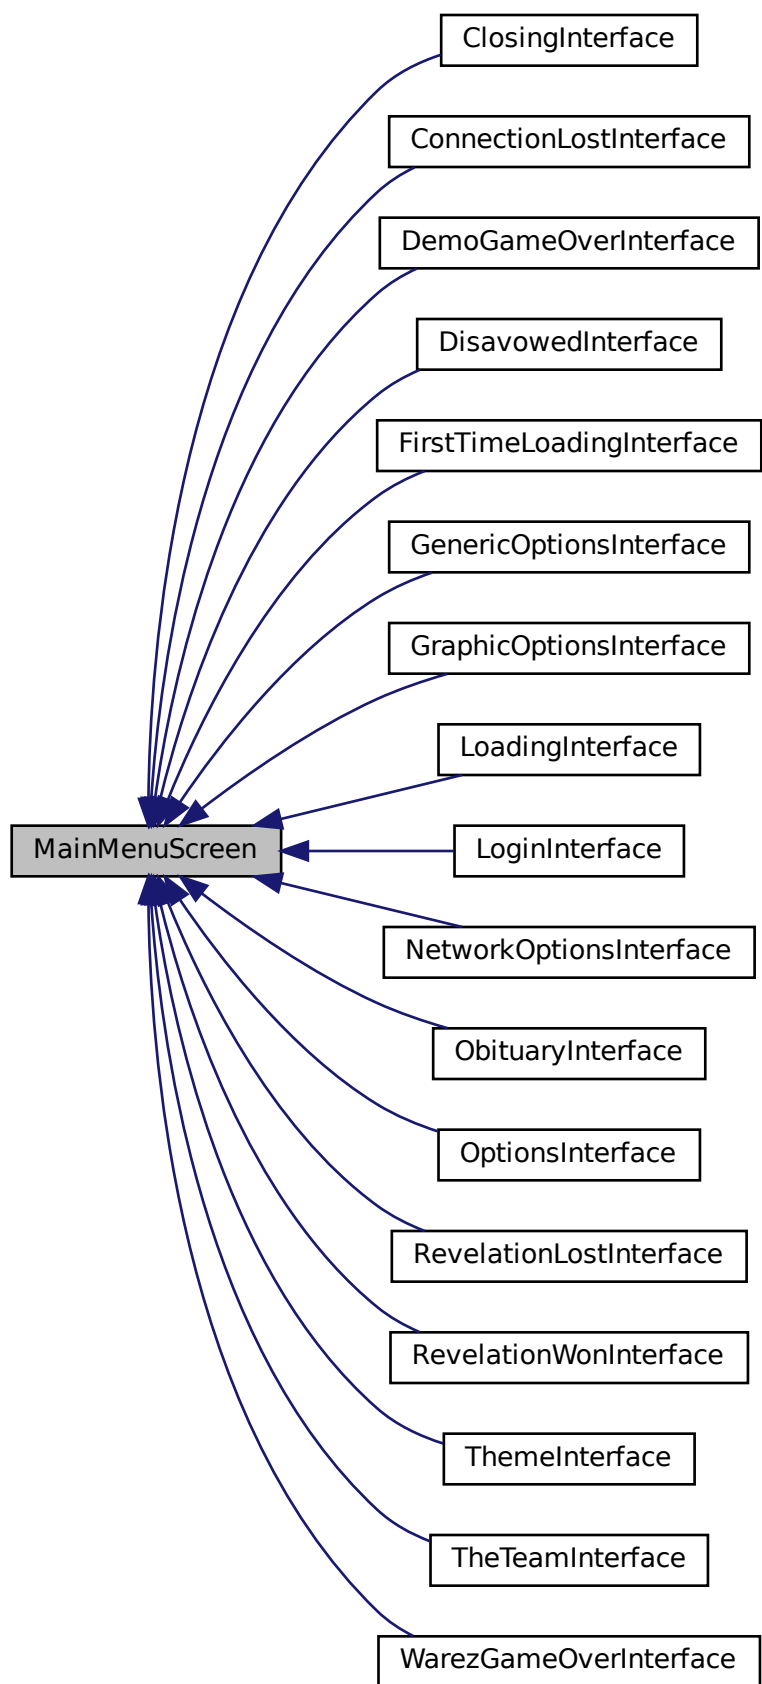 ClosingInterface
ConnectionLostInterface
DemoGameOverInterface
DisavowedInterface
FirstTimeLoadingInterface
GenericOptionsInterface
GraphicOptionsInterface
LoadingInterface
MainMenuScreen
LoginInterface
NetworkOptionsInterface
ObituaryInterface
OptionsInterface
RevelationLostInterface
RevelationWonInterface
ThemeInterface
TheTeamInterface
WarezGameOverInterface